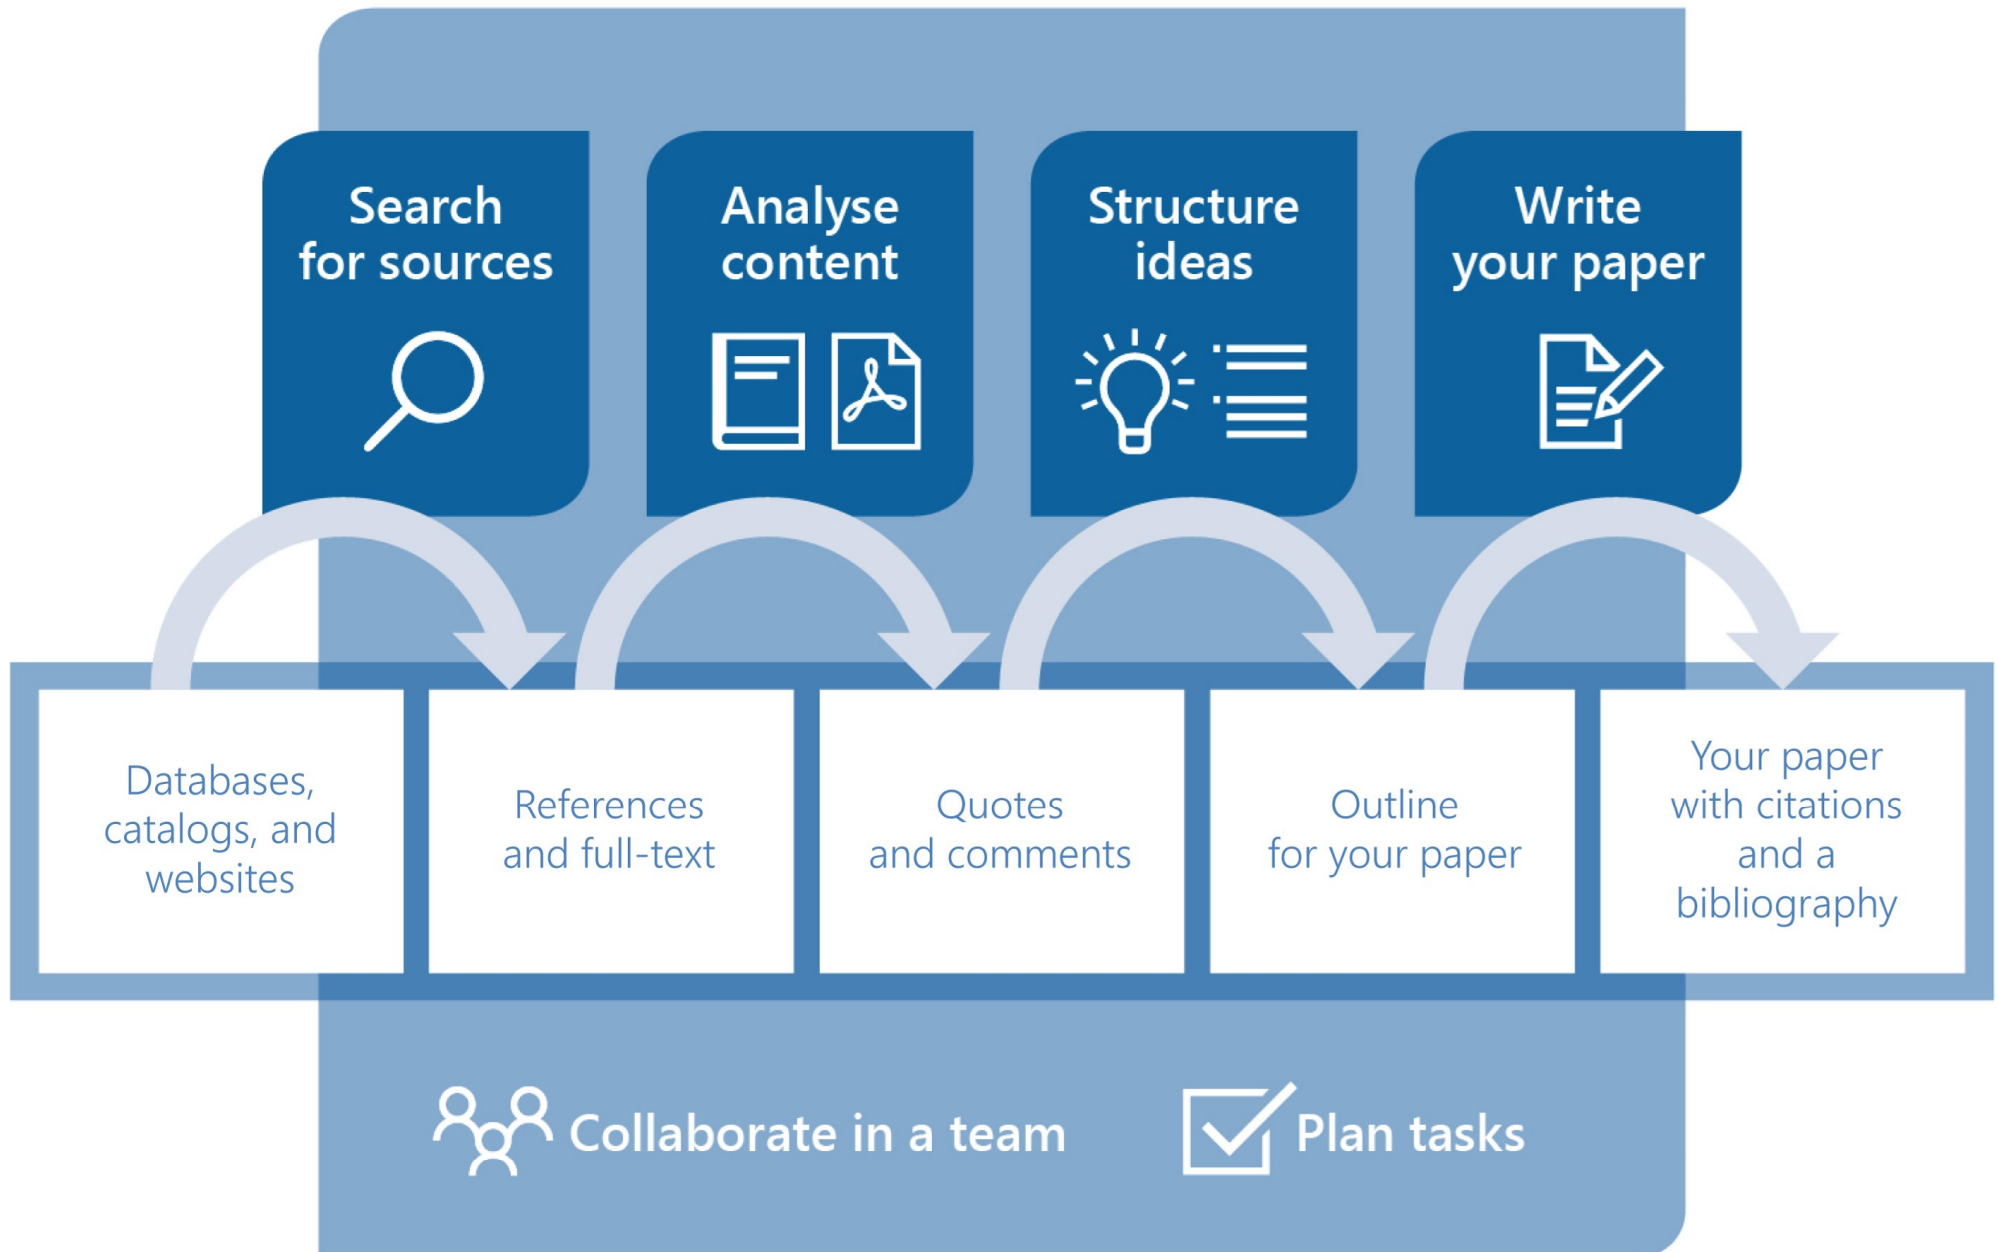 Search
for sources
Analyse
content
Structure
ideas
Write
your paper
Databases,
catalogs, and
websites
References
and full-text
Quotes
and comments
Outline
for your paper
Your paper
with citations
and a
bibliography
Collaborate in a team
Plan tasks